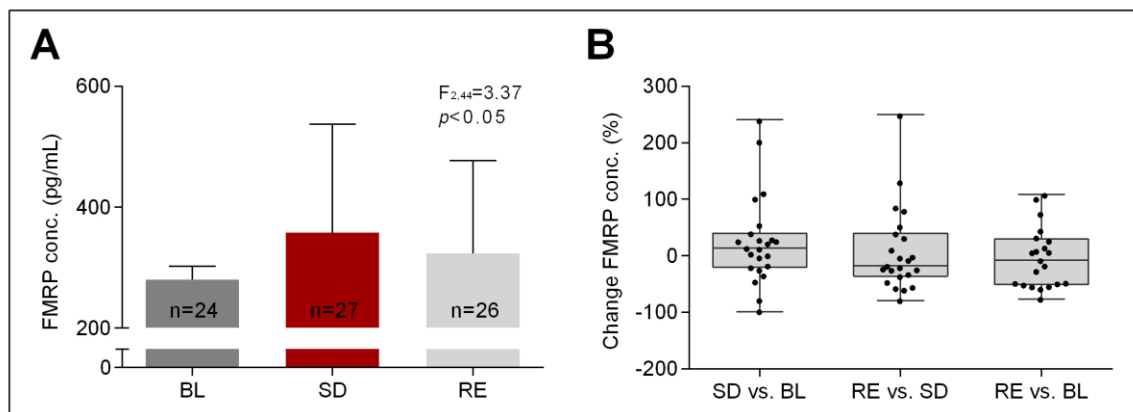 A
FMRP conc. (pg/mL)
600
400
200
0
F2,44=3.37
p<0.05
n=24
n=27
n=26
BL
SD
RE
B
Change FMRP conc. (%)
300
200
100
0
-100
-200
SD vs. BL
RE vs. SD
RE vs. BL